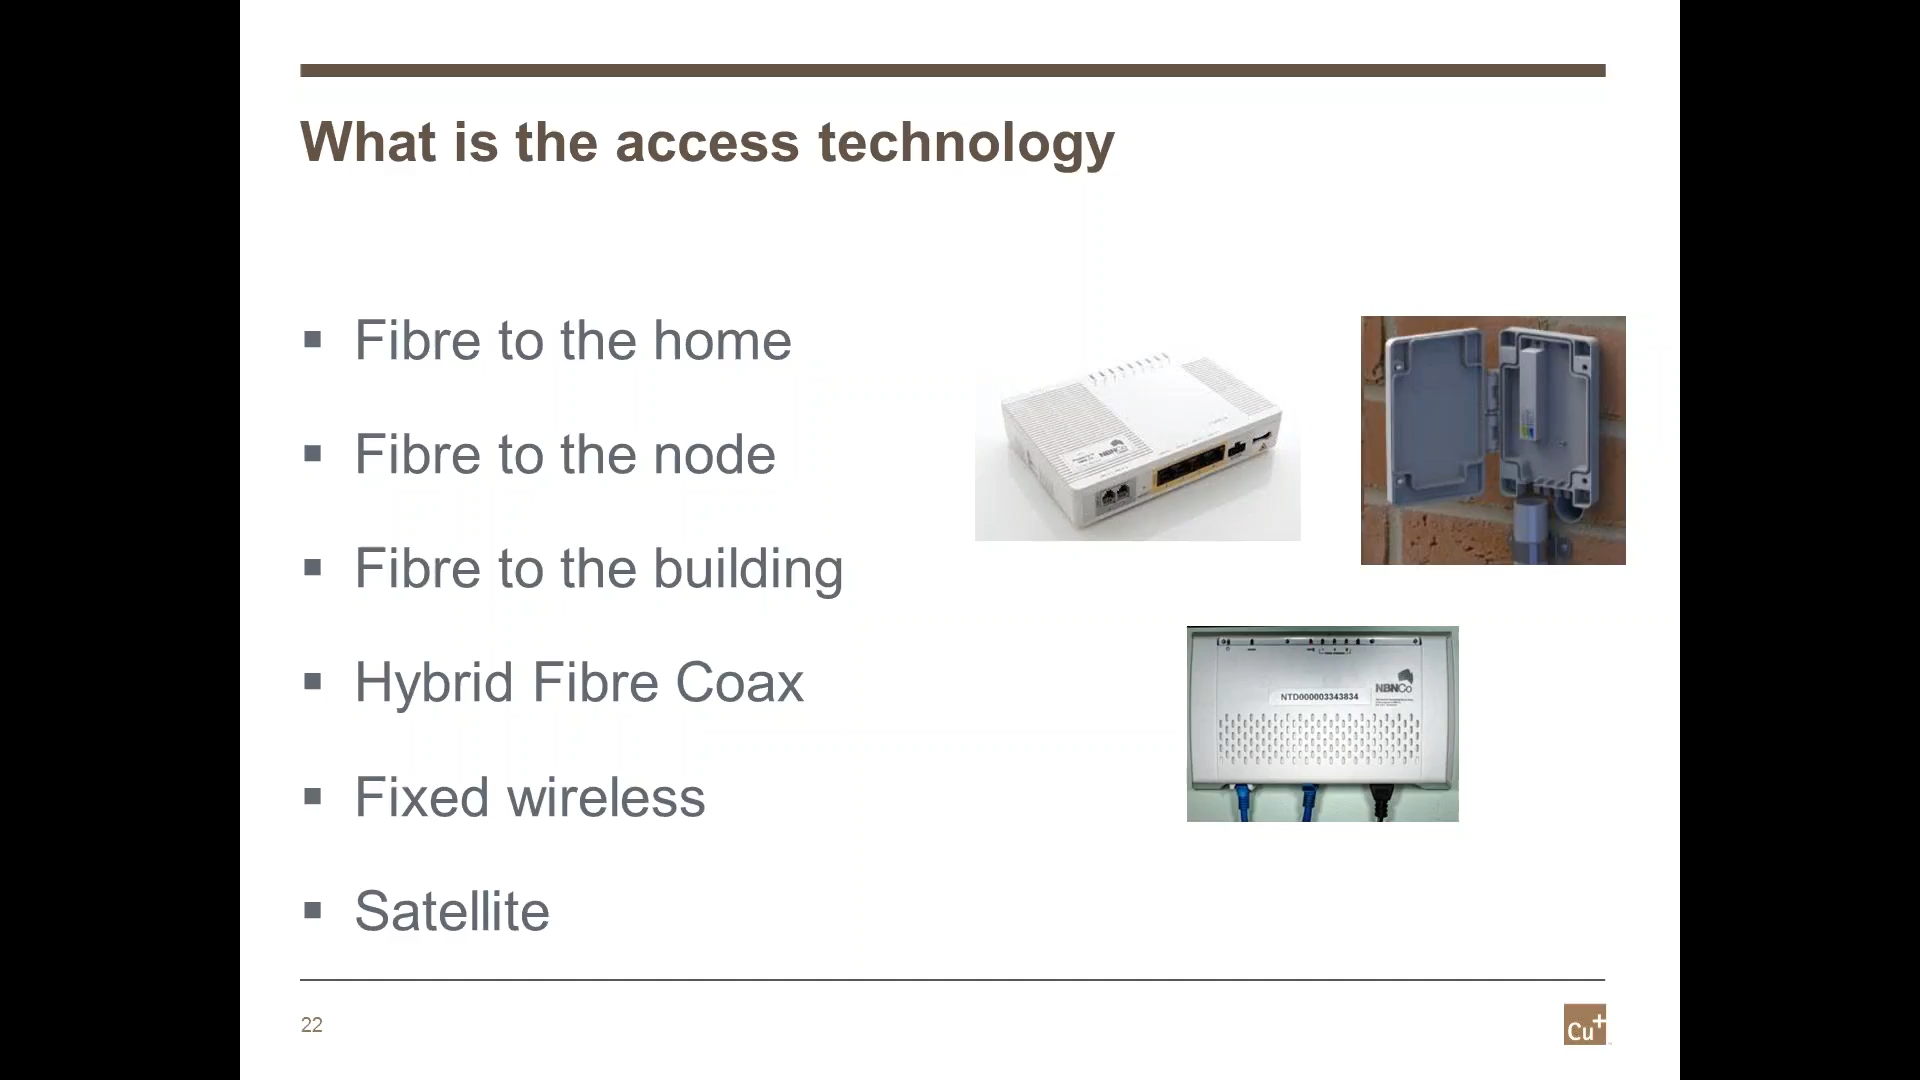 What is the access technology
Fibre to the home
Fibre to the node
Fibre to the building
Hybrid Fibre Coax
Fixed wireless
Satellite
NBNCo
NBNCo
NTD000003343834
22
Cu+